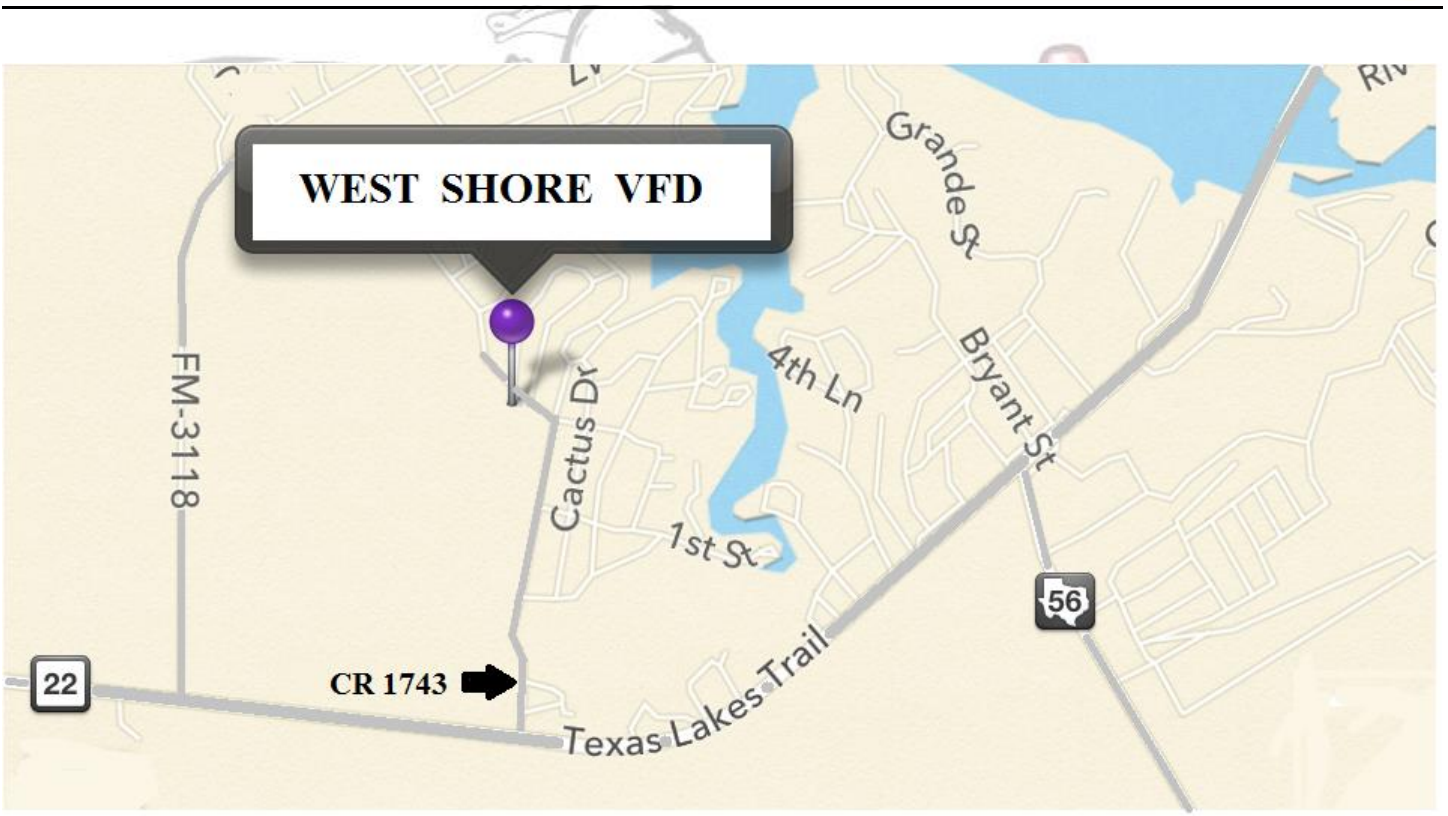 WEST SHORE VFD
Grande St
4th Ln
Bryant St
FM-3118
Cactus Dr
1st St
56
22
CR 1743
Texas Lakes Trail